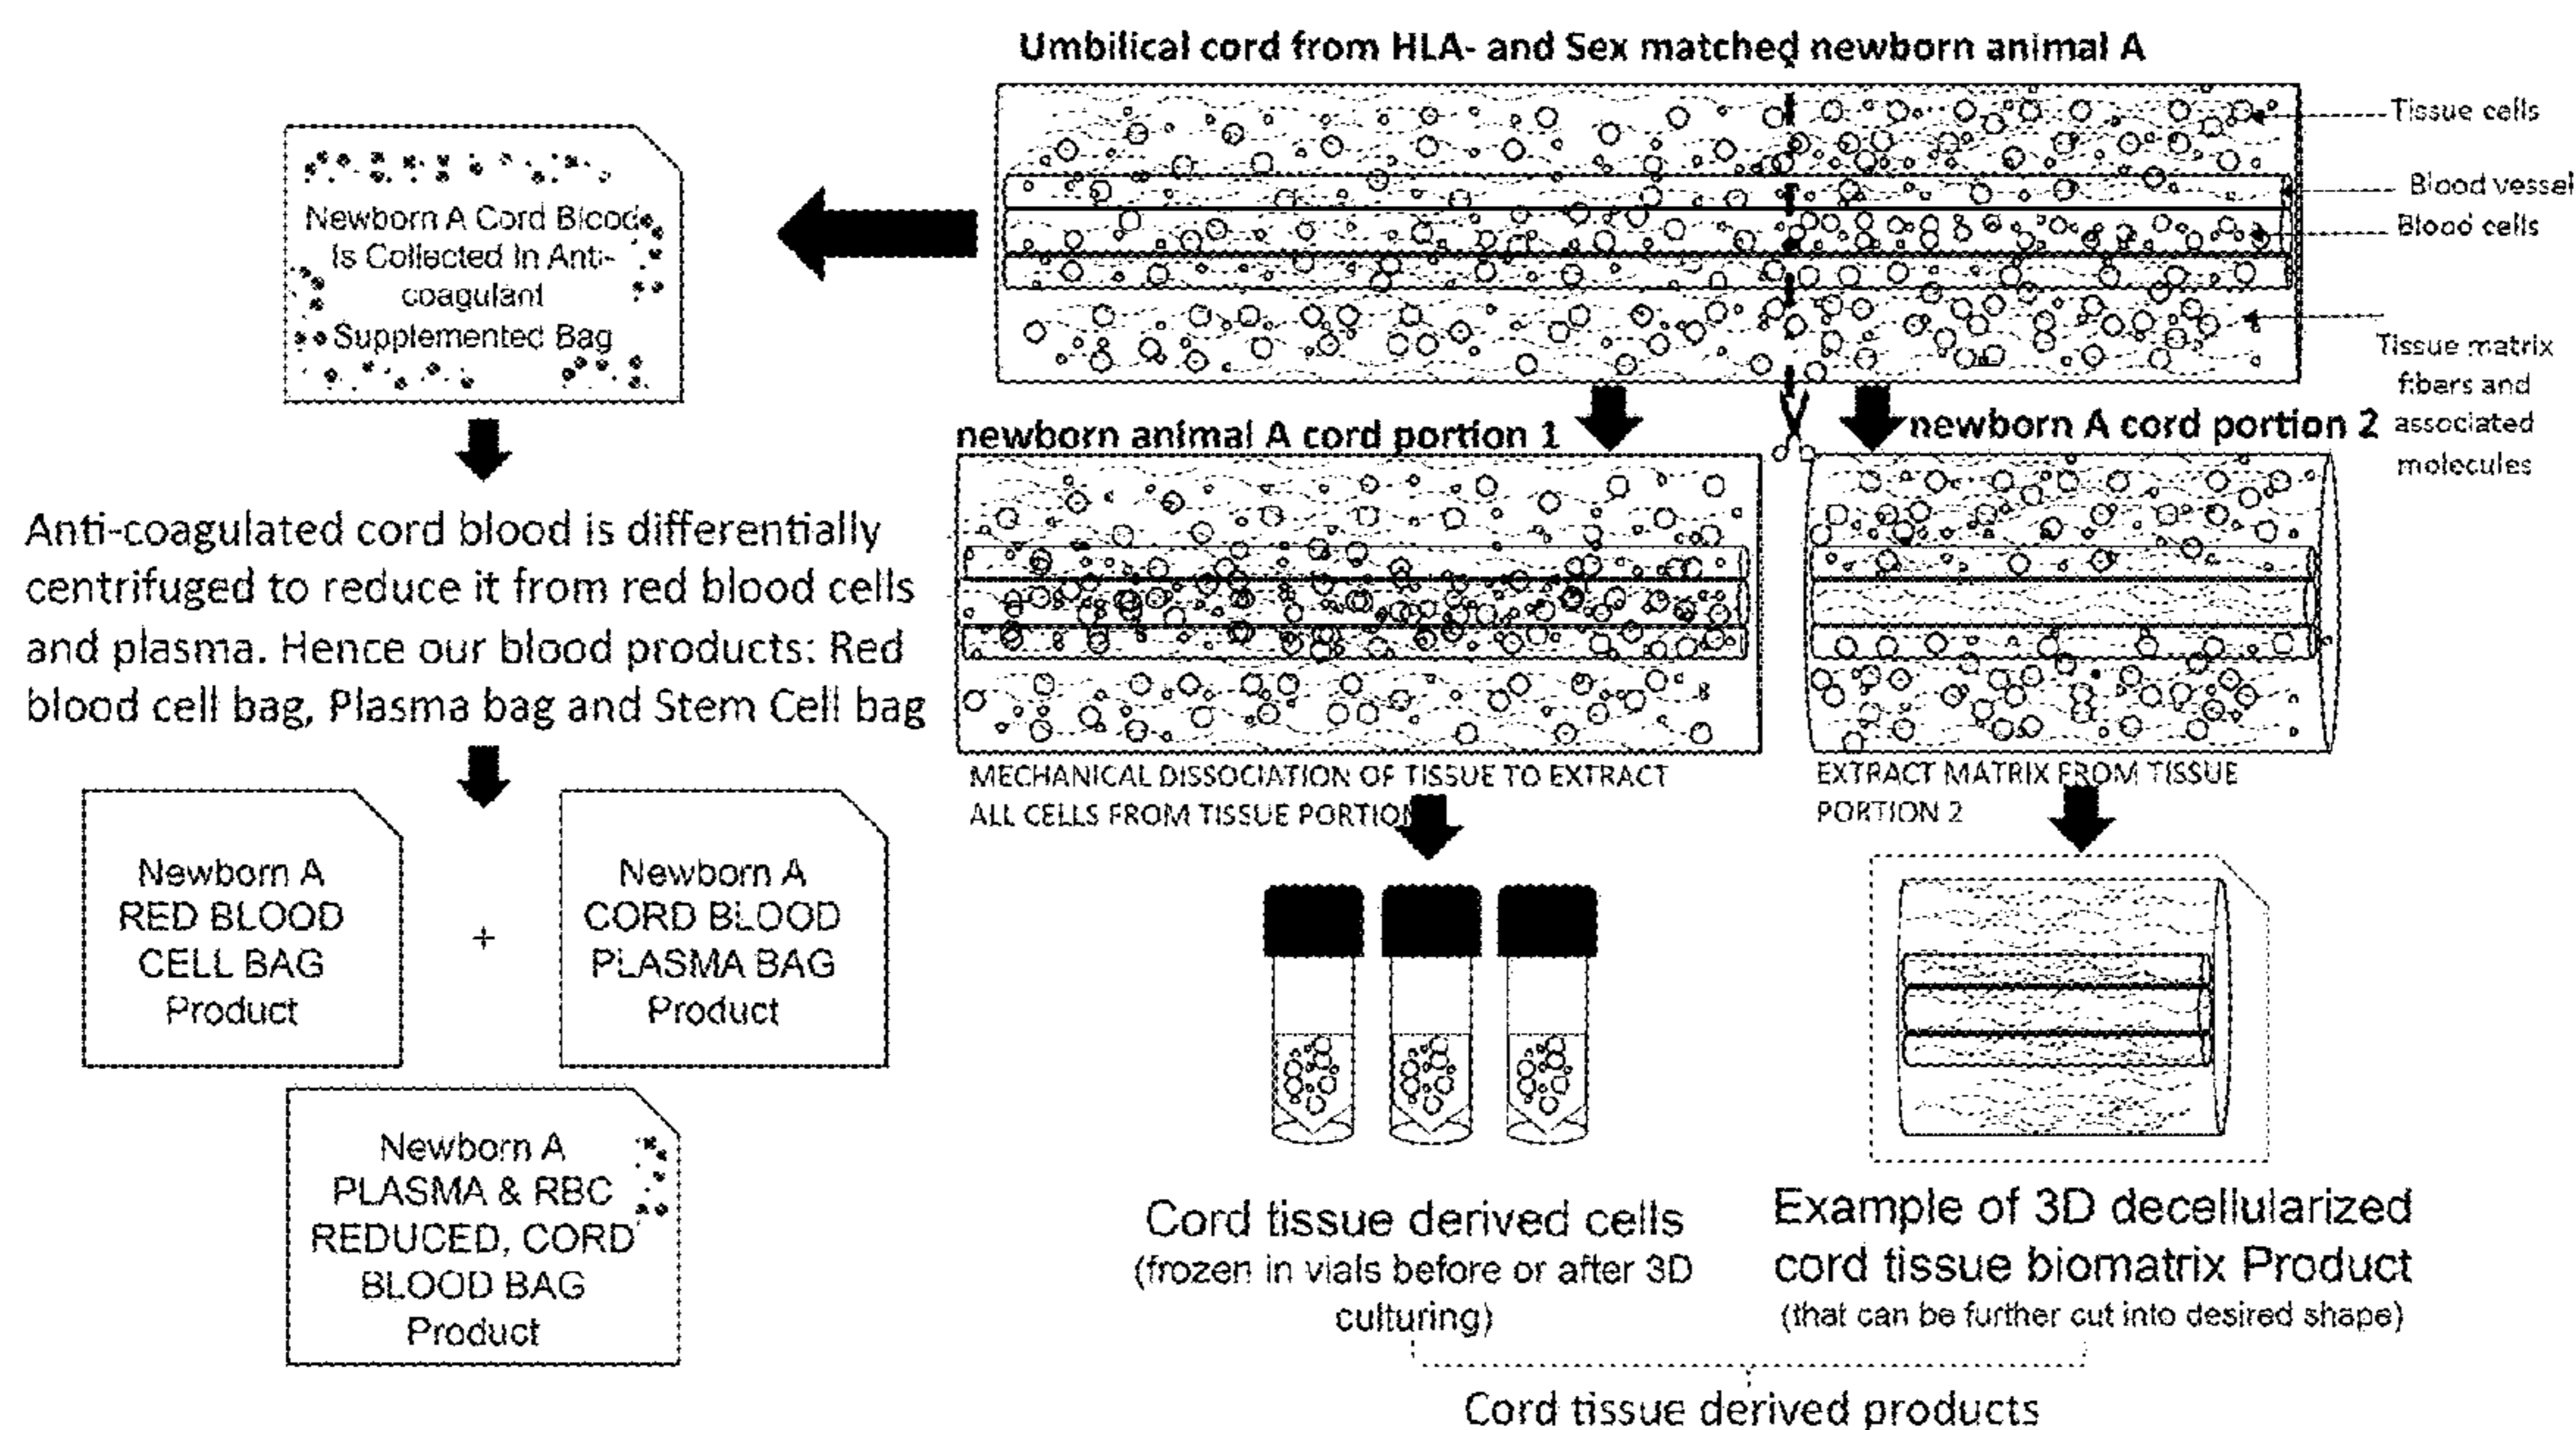 Umbilical cord from HLA- and Sex matched newborn animal A
Tissue cells
Blood vessel
Blood cells
Tissue matrix
fibers and
associated
molecules
Newborn A Cord Blood
Is Collected In Anti-
coagulant
Supplemented Bag
Anti-coagulated cord blood is differentially
centrifuged to reduce it from red blood cells
and plasma. Hence our blood products: Red
blood cell bag, Plasma bag and Stem Cell bag
Newborn A
RED BLOOD
CELL BAG
Product
+
Newborn A
CORD BLOOD
PLASMA BAG
Product
Newborn A
PLASMA & RBC
REDUCED, CORD
BLOOD BAG
Product
newborn animal A cord portion 1
MECHANICAL DISSOCIATION OF TISSUE TO EXTRACT
ALL CELLS FROM TISSUE PORTION
Cord tissue derived cells
(frozen in vials before or after 3D
culturing)
newborn A cord portion 2
EXTRACT MATRIX FROM TISSUE
PORTION 2
Example of 3D decellularized
cord tissue biomatrix Product
(that can be further cut into desired shape)
Cord tissue derived products